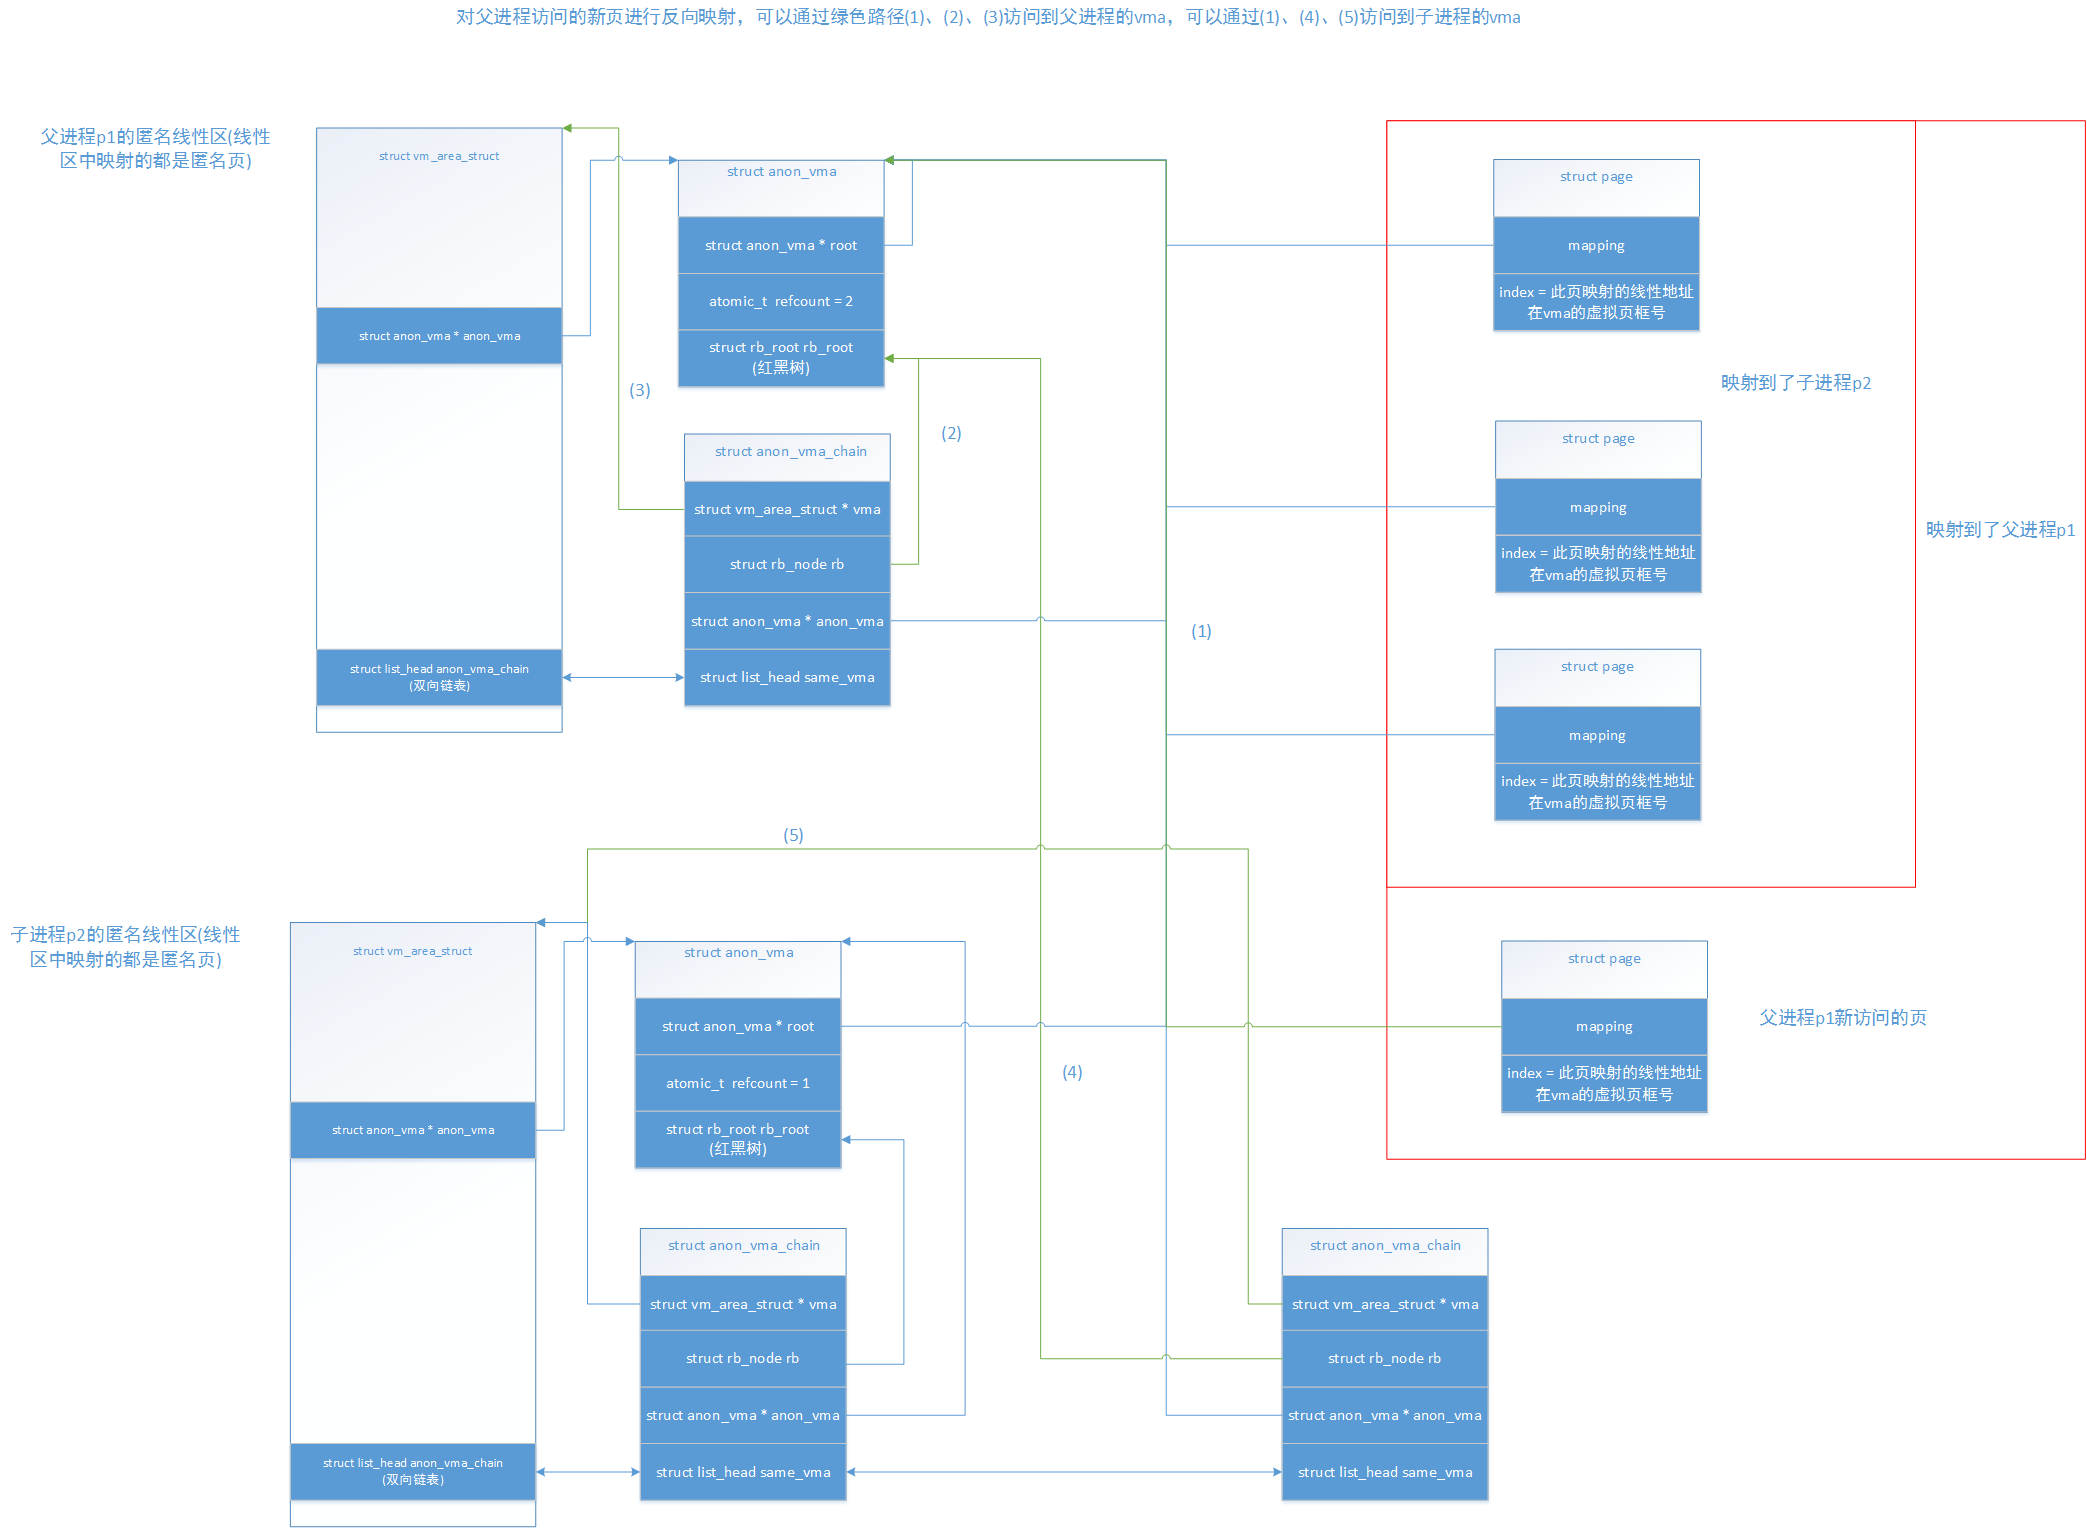 对父进程访问的新页进行反向映射，可以通过绿色路径(1)、(2)、(3)访问到父进程的vma，可以通过(1)、(4)、(5)访问到子进程的vma
父进程p1的匿名线性区(线性
区中映射的都是匿名页)
struct vm_area_struct
struct anon_vma * anon_vma
struct list_head anon_vma_chain
(双向链表)
struct anon_vma
struct anon_vma * root
atomic_t  refcount = 2
struct rb_root rb_root
(红黑树)
(3)
(2)
struct anon_vma_chain
struct vm_area_struct * vma
struct rb_node rb
struct anon_vma * anon_vma
struct list_head same_vma
(1)
struct page
mapping
index = 此页映射的线性地址
在vma的虚拟页框号
映射到了子进程p2
struct page
mapping
index = 此页映射的线性地址
在vma的虚拟页框号
映射到了父进程p1
struct page
mapping
index = 此页映射的线性地址
在vma的虚拟页框号
(5)
子进程p2的匿名线性区(线性
区中映射的都是匿名页)
struct vm_area_struct
struct anon_vma * anon_vma
struct list_head anon_vma_chain
(双向链表)
struct anon_vma
struct anon_vma * root
atomic_t  refcount = 1
struct rb_root rb_root
(红黑树)
(4)
struct page
mapping
index = 此页映射的线性地址
在vma的虚拟页框号
父进程p1新访问的页
struct anon_vma_chain
struct vm_area_struct * vma
struct rb_node rb
struct anon_vma * anon_vma
struct list_head same_vma
struct anon_vma_chain
struct vm_area_struct * vma
struct rb_node rb
struct anon_vma * anon_vma
struct list_head same_vma